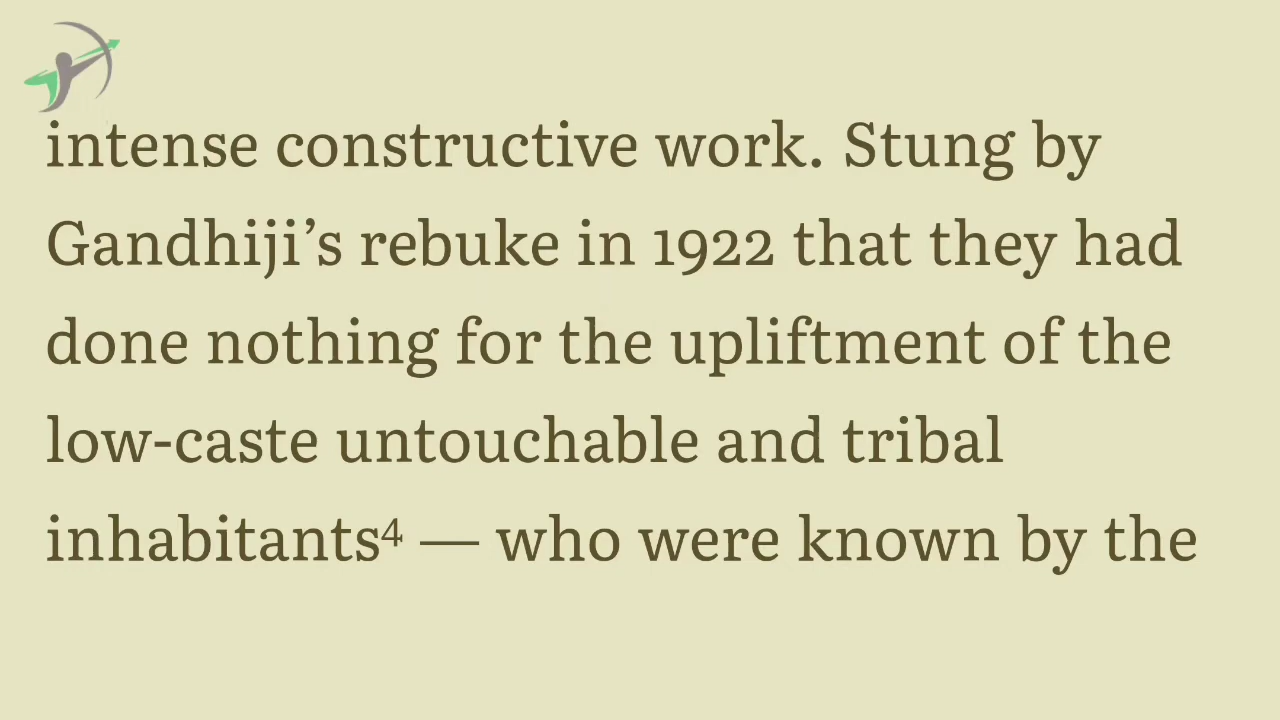 intense constructive work. Stung by
Gandhiji’s rebuke in 1922 that they had
done nothing for the upliftment of the
low-caste untouchable and tribal
inhabitants⁴ — who were known by the